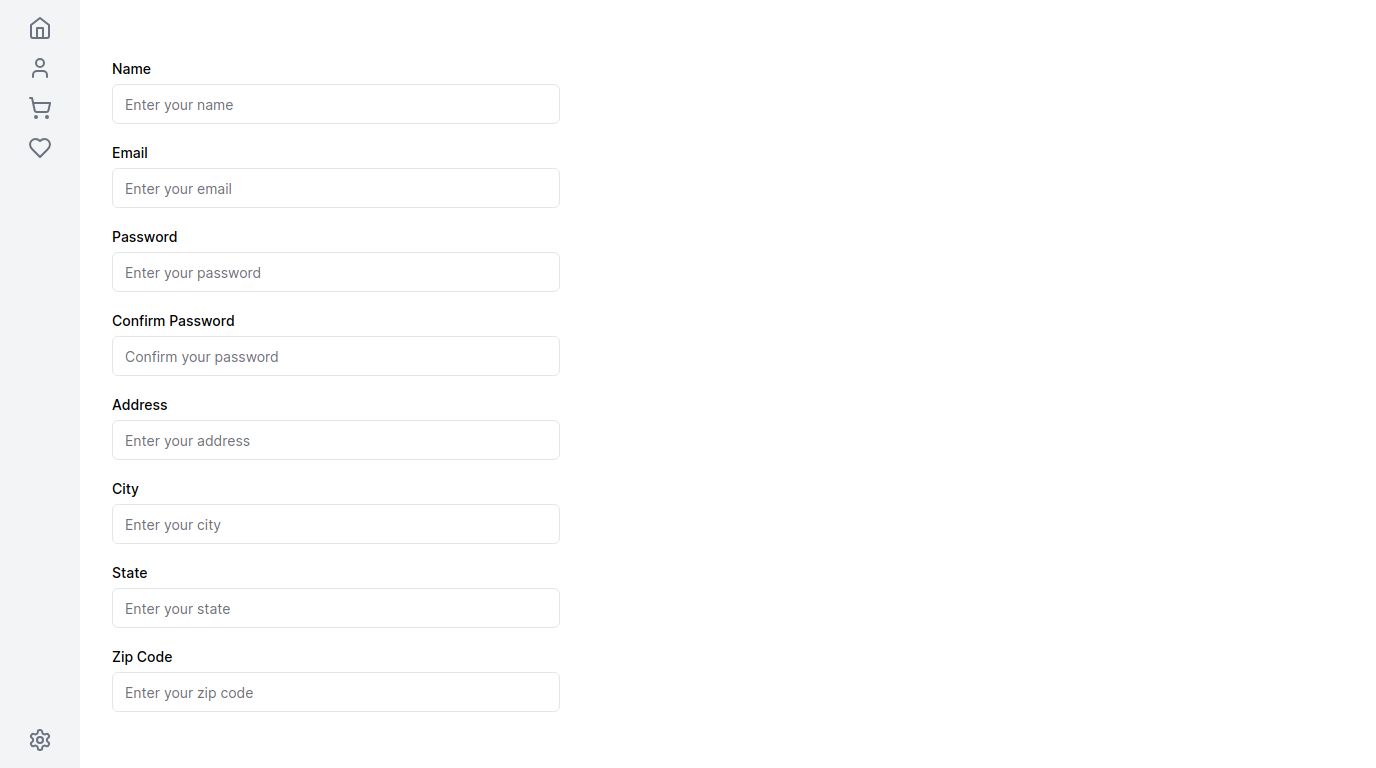 Name
Enter your name
Email
Enter your email
Password
Enter your password
Confirm Password
Confirm your password
Address
Enter your address
City
Enter your city
State
Enter your state
Zip Code
Enter your zip code